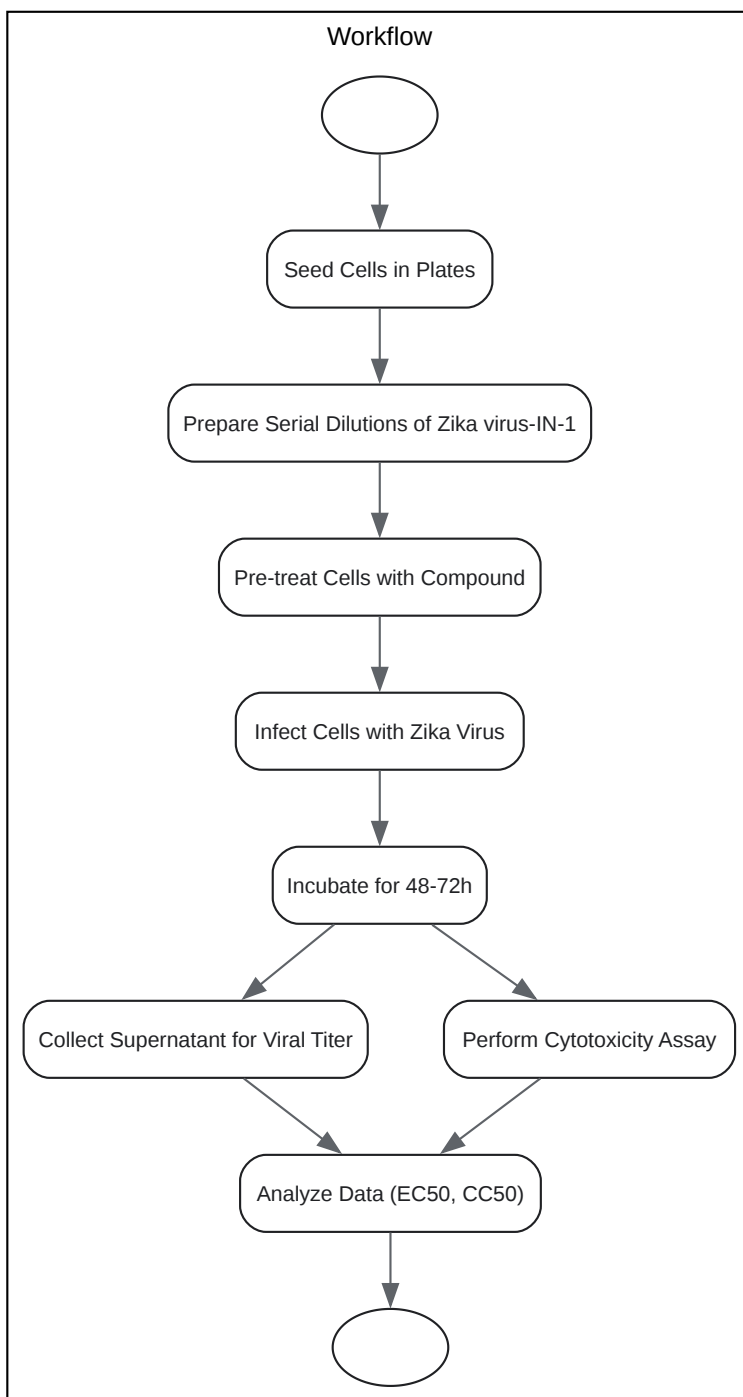 Workflow
Seed Cells in Plates
Prepare Serial Dilutions of Zika virus-IN-1
Pre-treat Cells with Compound
Infect Cells with Zika Virus
Incubate for 48-72h
Collect Supernatant for Viral Titer
Perform Cytotoxicity Assay
Analyze Data (EC50, CC50)